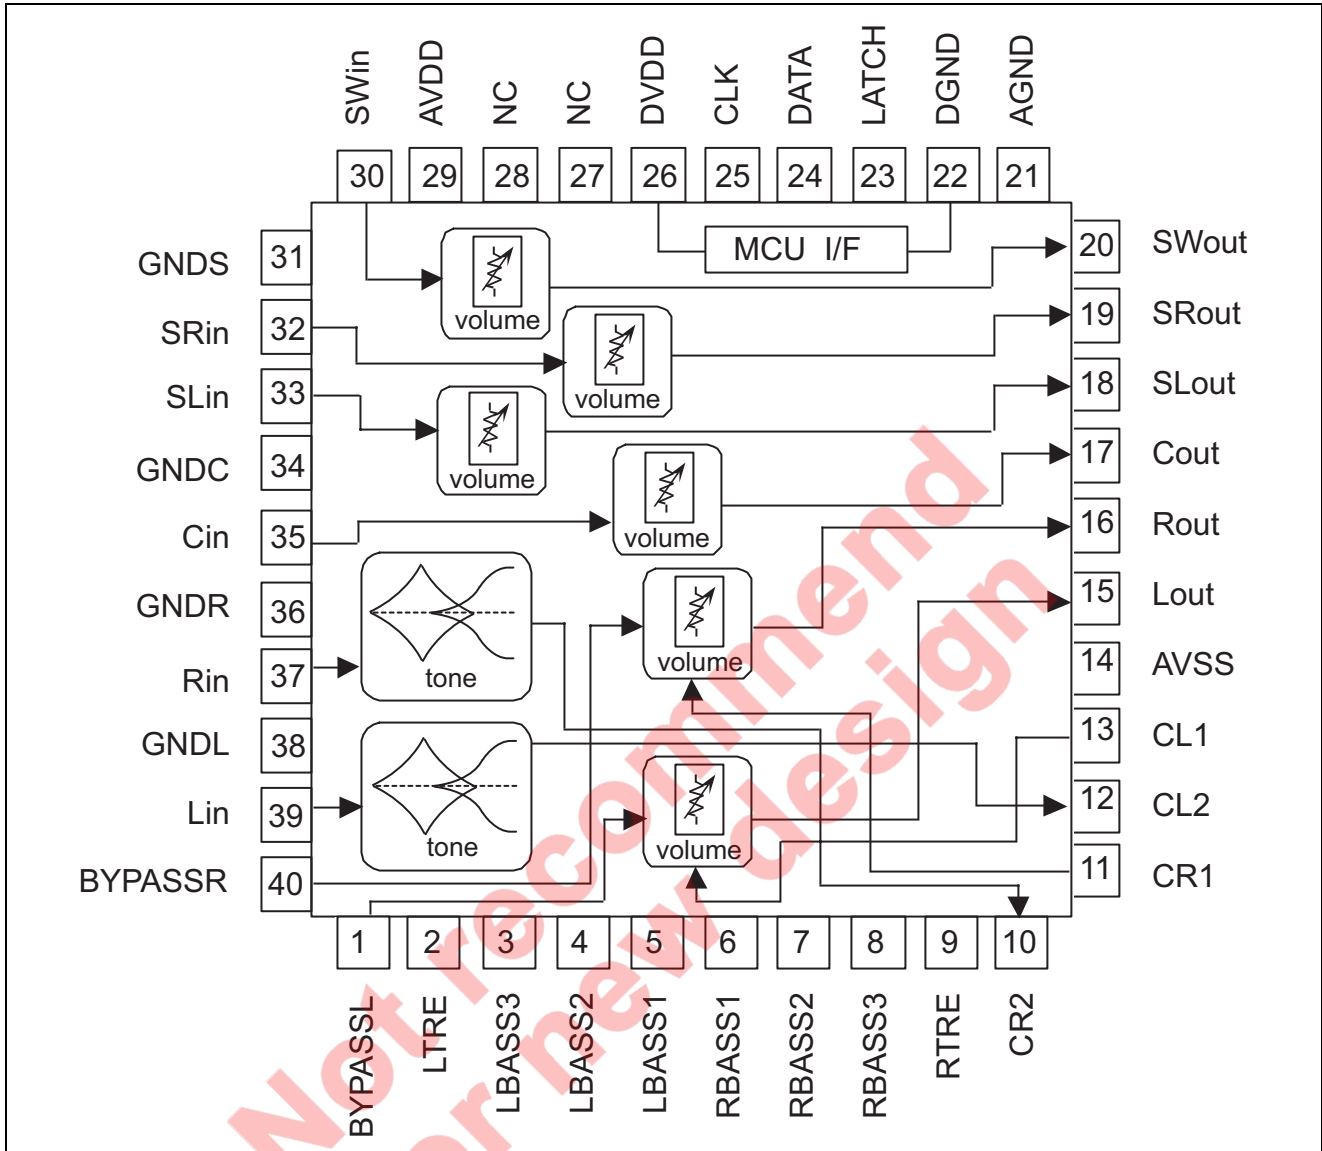 SWin
AVDD
NC
NC
DVDD
CLK
DATA
LATCH
DGND
AGND
30 29 28 27 26 25 24 23 22 21
GNDS 31
SRin 32
SLin 33
GNDC 34
Cin 35
GNDR 36
Rin 37
GNDL 38
Lin 39
BYPASSR 40
MCU I/F
volume
volume
volume
volume
volume
volume
tone
tone
20 SWout
19 SRout
18 SLout
17 Cout
16 Rout
15 Lout
14 AVSS
13 CL1
12 CL2
11 CR1
1 2 3 4 5 6 7 8 9 10
BYPASSL
LTRE
LBASS3
LBASS2
LBASS1
RBASS1
RBASS2
RBASS3
RTRE
CR2
Not recommend
new design